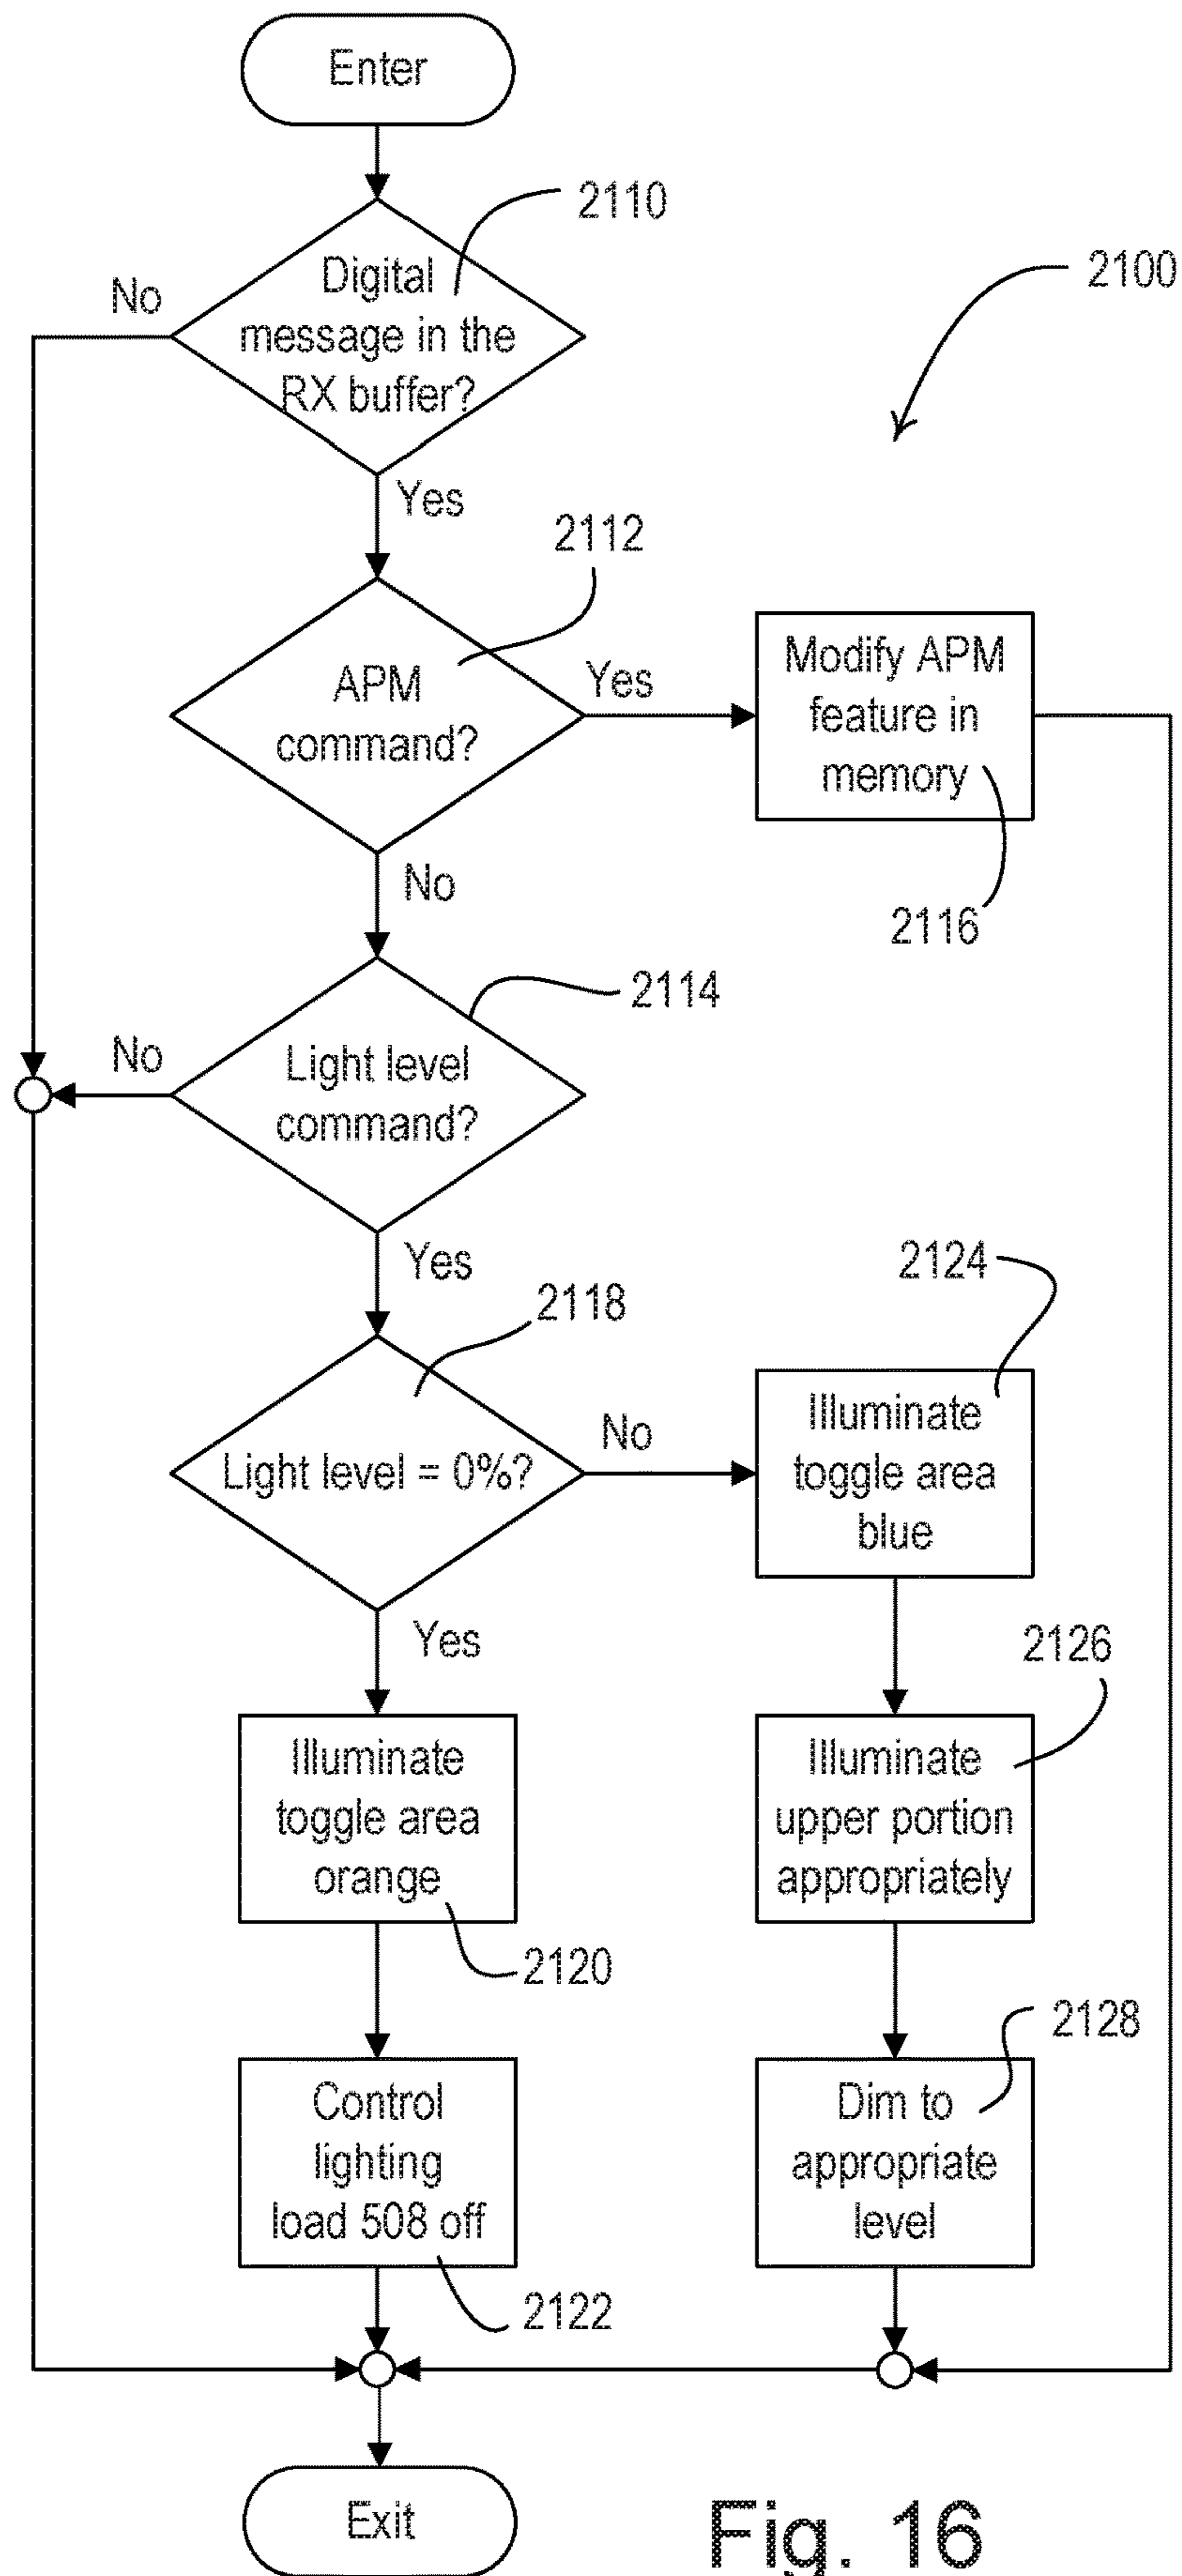 Enter
2110
2100
No
Digital
message in the
RX buffer?
Yes
2112
APM
command?
Yes
Modify APM
feature in
memory
2116
No
2114
No
Light level
command?
Yes
2124
2118
Light level = 0%?
No
Illuminate
toggle area
blue
Yes
2126
Illuminate
toggle area
orange
2120
Illuminate
upper portion
appropriately
2128
Control
lighting
load 508 off
2122
Dim to
appropriate
level
Exit
Fig. 16